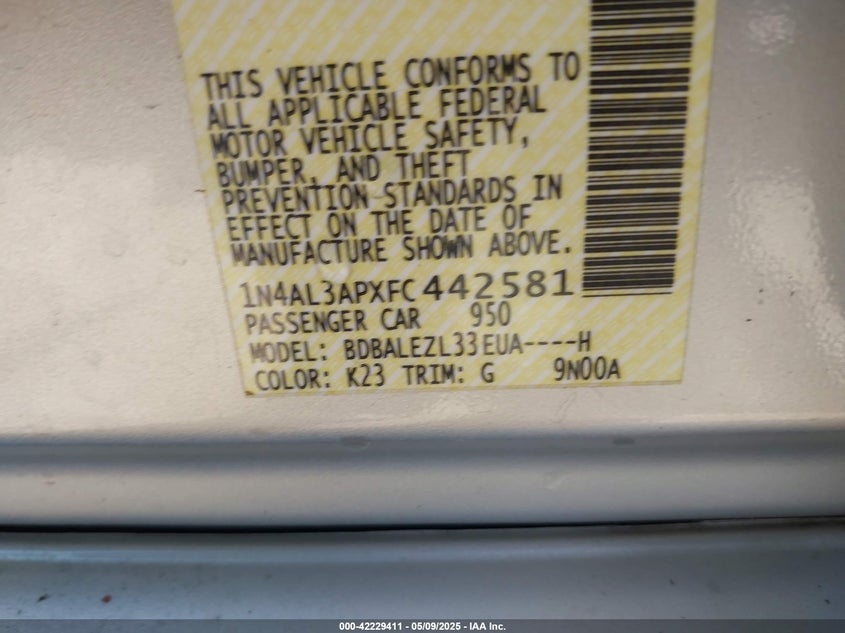 THIS VEHICLE CONFORMS TO
ALL APPLICABLE FEDERAL
MOTOR VEHICLE SAFETY,
BUMPER, AND THEFT
PREVENTION STANDARDS IN
EFFECT ON THE DATE OF
MANUFACTURE SHOWN ABOVE.
1N4AL3APXFC442581
PASSENGER CAR 950
MODEL: BDBALEZL33EUA----H
COLOR: K23 TRIM: G 9N00A
000-42229411 - 05/09/2025 - IAA Inc.